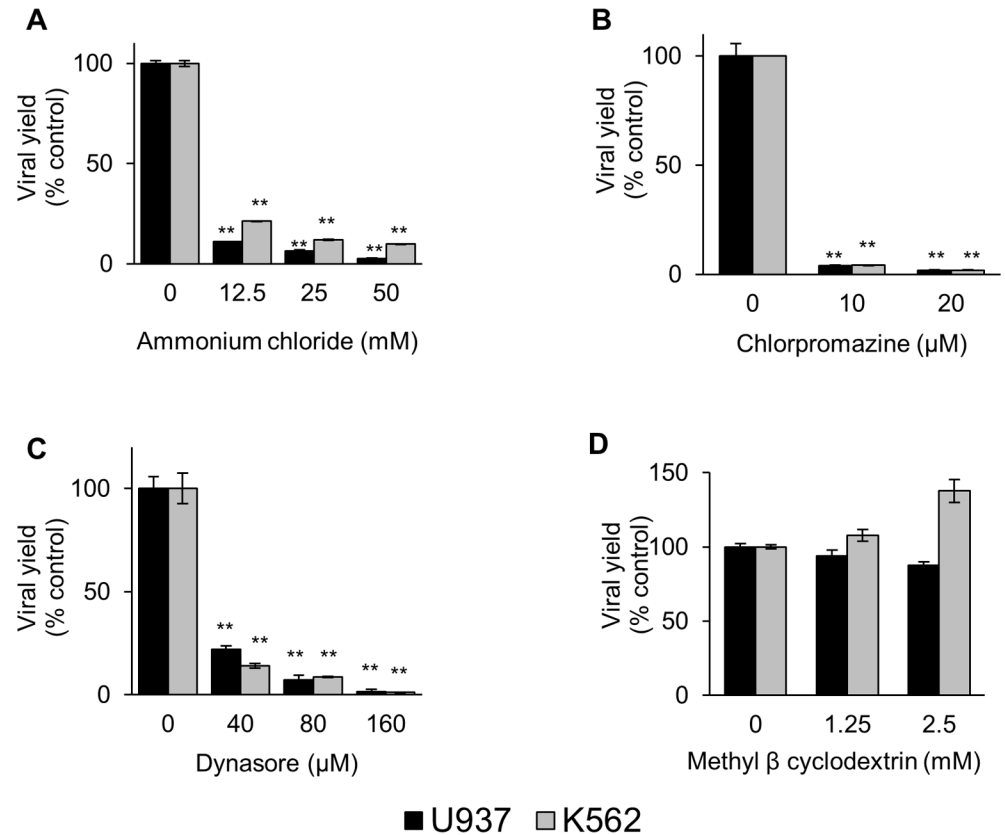 A
Viral yield
(% control)
100
50
0
** ** ** ** ** **
0 12.5 25 50
Ammonium chloride (mM)
B
Viral yield
(% control)
100
50
0
** ** ** **
0 10 20
Chlorpromazine (µM)
C
Viral yield
(% control)
100
50
0
** ** ** ** ** **
0 40 80 160
Dynasore (µM)
D
Viral yield
(% control)
150
100
50
0
0 1.25 2.5
Methyl β cyclodextrin (mM)
U937 K562